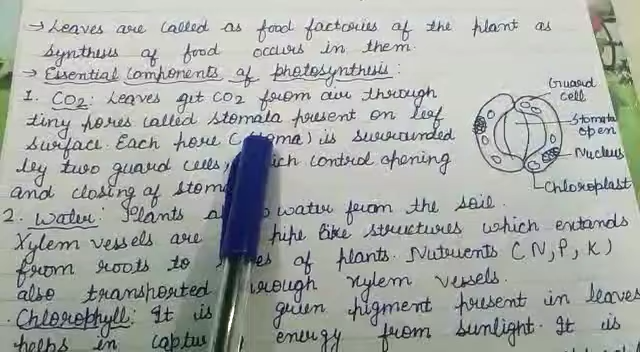 → Leaves are called as food factories of the plant as
synthesis of food occurs in them.
→ Essential components of photosynthesis:
1. CO2: Leaves get CO2 from air through
tiny pores called stomata present on leaf
surface. Each pore is surrounded
by two guard cells, control opening
and closing of
Guard
cell
Stomata
open
Nucleus
Chloroplast
2. Water: Plants water from the soil.
Xylem vessels are pipe like structures which extands
from roots to of plants. Nutrients (N, P, K)
also transported xylem vessels.
Chlorophyll: It is green pigment present in leaves
helps in energy from sunlight. It is